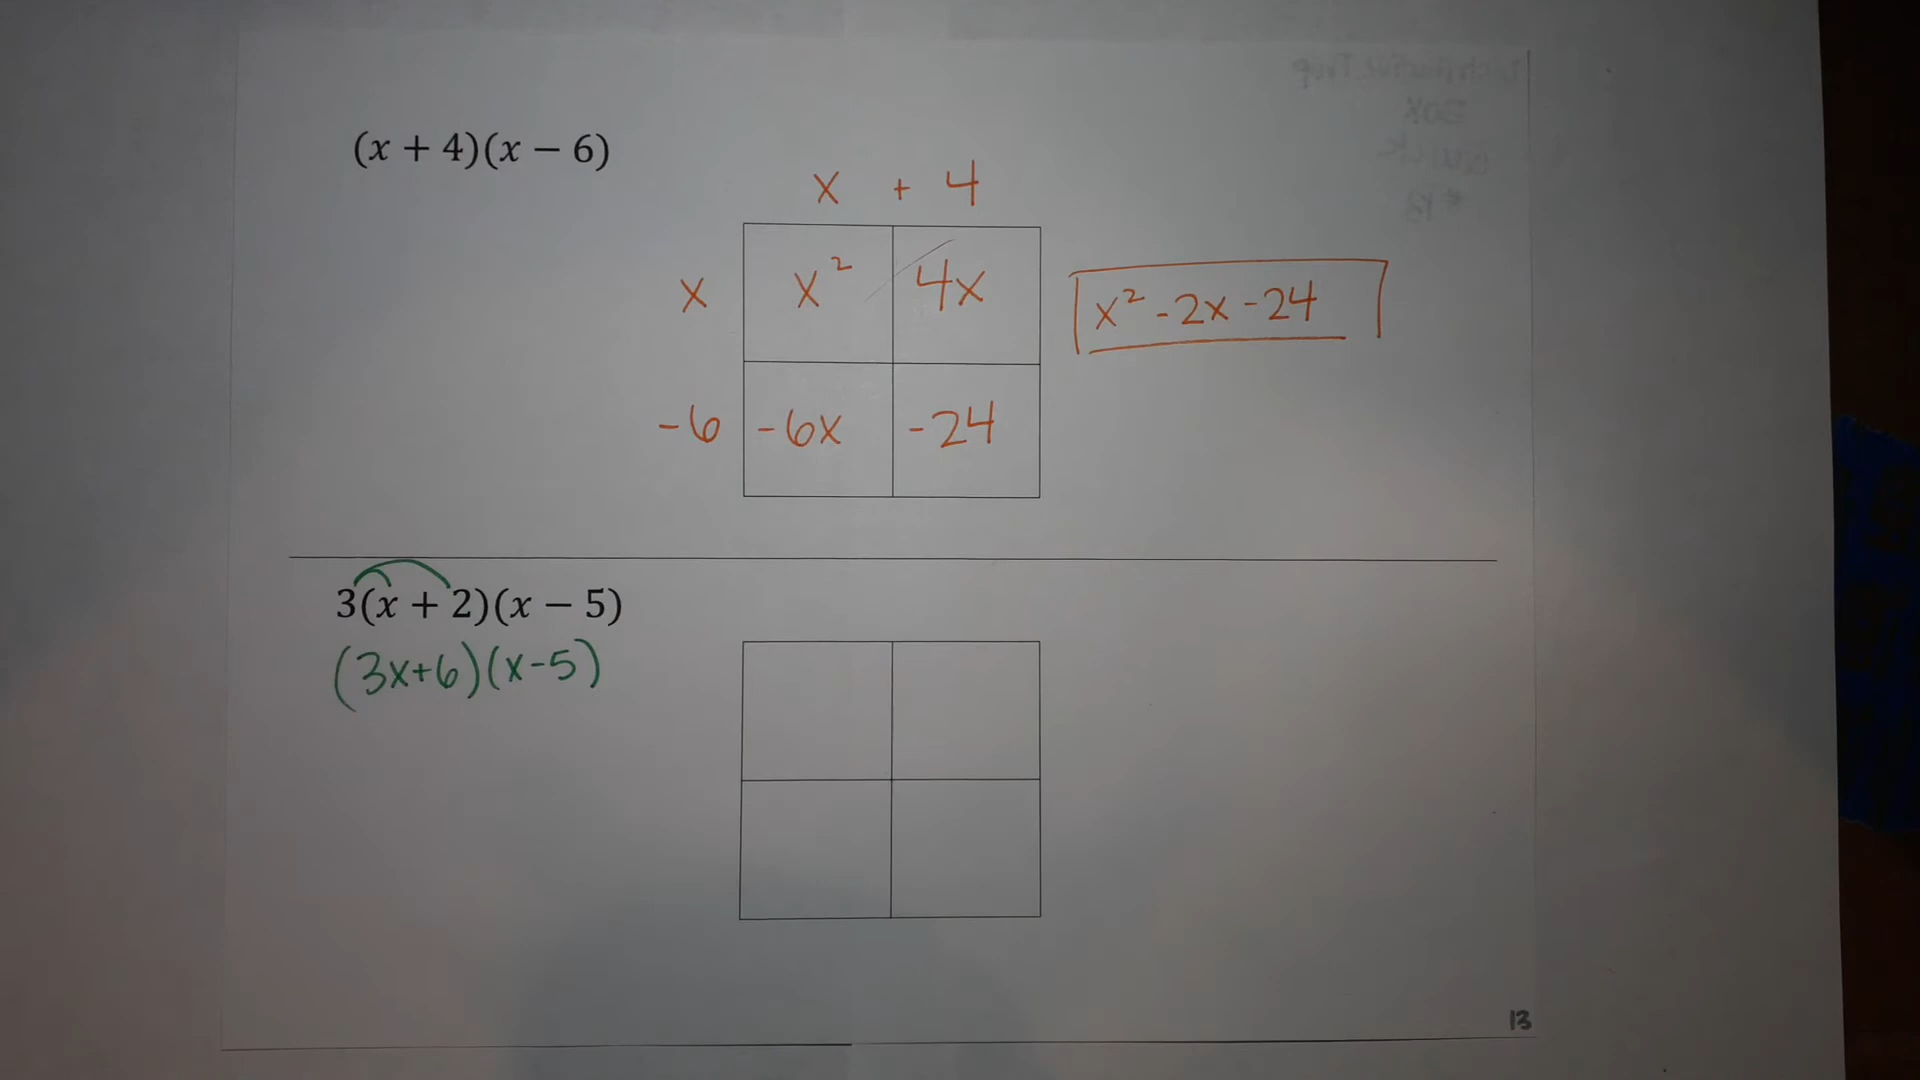 (x + 4)(x − 6)
x + 4
x x² 4x
x² - 2x - 24
-6 -6x -24
3(x + 2)(x − 5)
(3x+6)(x-5)
13